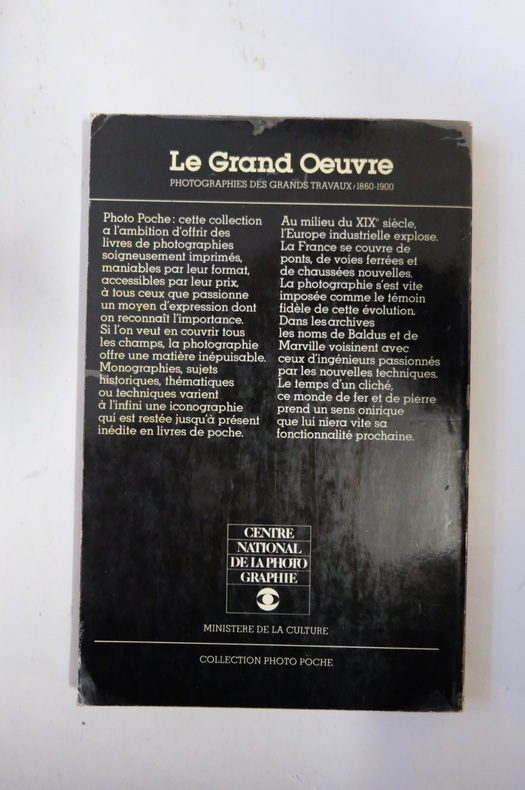 Le Grand Oeuvre
PHOTOGRAPHIES DES GRANDS TRAVAUX/1860-1900
Photo Poche: cette collection
a l'ambition d'offrir des
livres de photographies
soigneusement imprimés,
maniables par leur format,
accessibles par leur prix,
à tous ceux que passionne
un moyen d'expression dont
on reconnaît l'importance.
Si l'on veut en couvrir tous
les champs, la photographie
offre une matière inépuisable.
Monographies, sujets
historiques, thématiques
ou techniques varient
à l'infini une iconographie
qui est restée jusqu'à présent
inédite en livres de poche.
Au milieu du XIXe siècle,
l'Europe industrielle explose.
La France se couvre de
ponts, de voies ferrées et
de chaussées nouvelles.
La photographie s'est vite
imposée comme le témoin
fidèle de cette évolution.
Dans les archives
les noms de Baldus et de
Marville voisinent avec
ceux d'ingénieurs passionnés
par les nouvelles techniques.
Le temps d'un cliché,
ce monde de fer et de pierre
prend un sens onirique
que lui niera vite sa
fonctionnalité prochaine.
CENTRE
NATIONAL
DE LA PHOTO
GRAPHIE
MINISTERE DE LA CULTURE
COLLECTION PHOTO POCHE